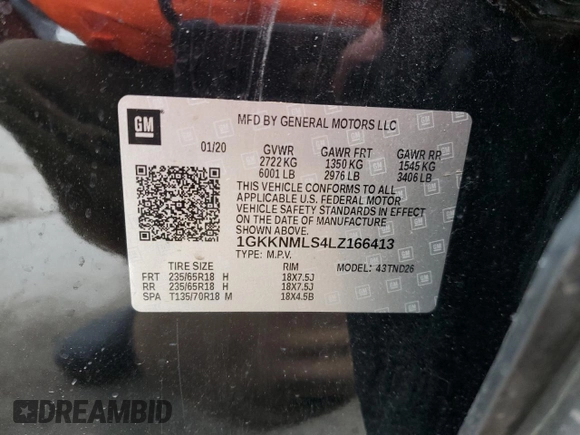 GM
MFD BY GENERAL MOTORS LLC
01/20
GVWR GAWR FRT GAWR RR
2722 KG 1350 KG 1545 KG
6001 LB 2976 LB 3406 LB
THIS VEHICLE CONFORMS TO ALL
APPLICABLE U.S. FEDERAL MOTOR
VEHICLE SAFETY STANDARDS IN EFFECT
ON THE DATE OF MANUFACTURE
SHOWN ABOVE.
1GKKNMLS4LZ166413
TYPE: M.P.V. MODEL: 43TND26
TIRE SIZE RIM
FRT 235/65R18 H 18X7.5J
RR 235/65R18 H 18X7.5J
SPA T135/70R18 M 18X4.5B
DREAMBID